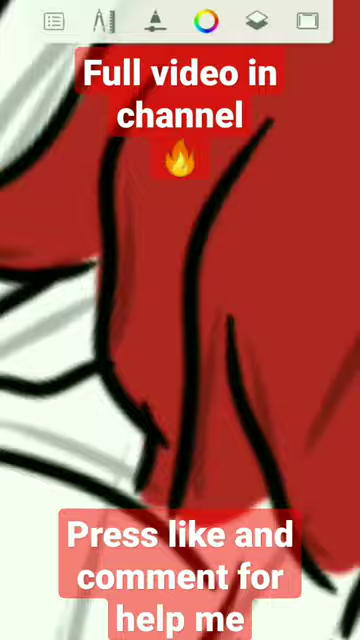 Full video in
channel
🔥
Press like and
comment for
help me